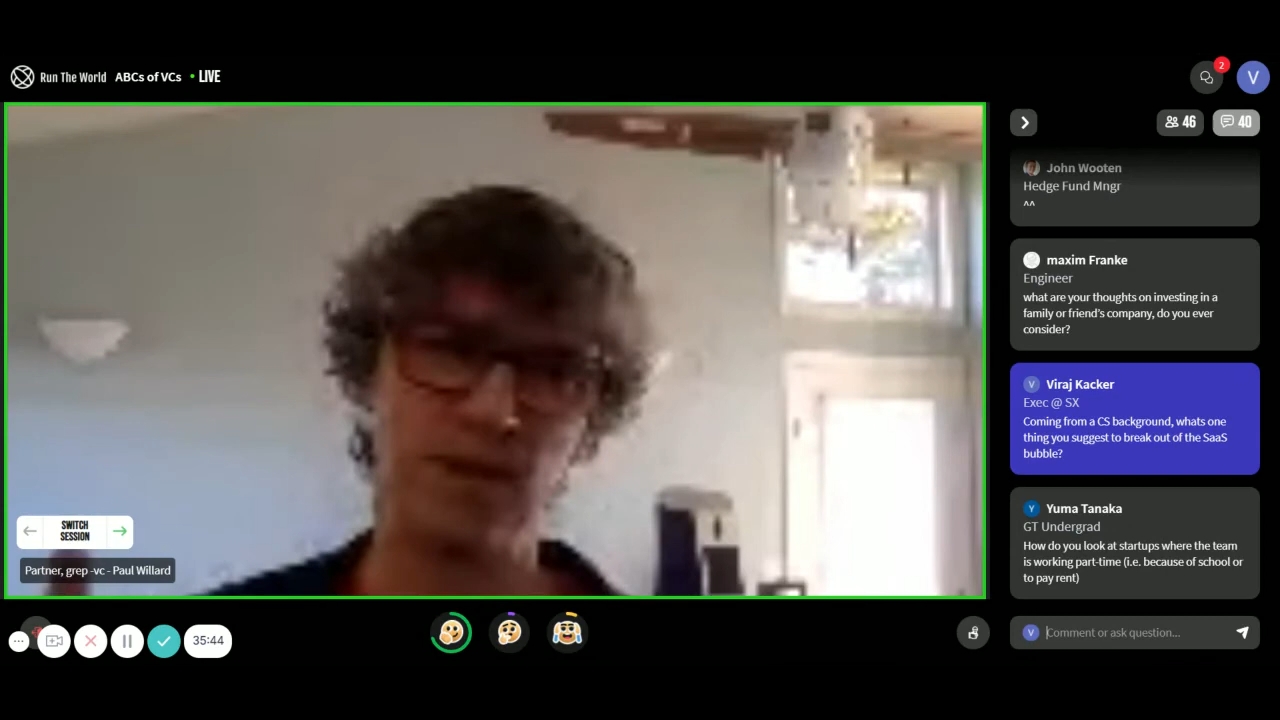 Run The World ABCs of VCs • LIVE
2
V
46
40
John Wooten
Hedge Fund Mngr
^^
maxim Franke
Engineer
what are your thoughts on investing in a
family or friend's company, do you ever
consider?
V Viraj Kacker
Exec @ SX
Coming from a CS background, whats one
thing you suggest to break out of the SaaS
bubble?
Y Yuma Tanaka
GT Undergrad
How do you look at startups where the team
is working part-time (i.e. because of school or
to pay rent)
SWITCH
SESSION
Partner, grep -vc - Paul Willard
35:44
V Comment or ask question...